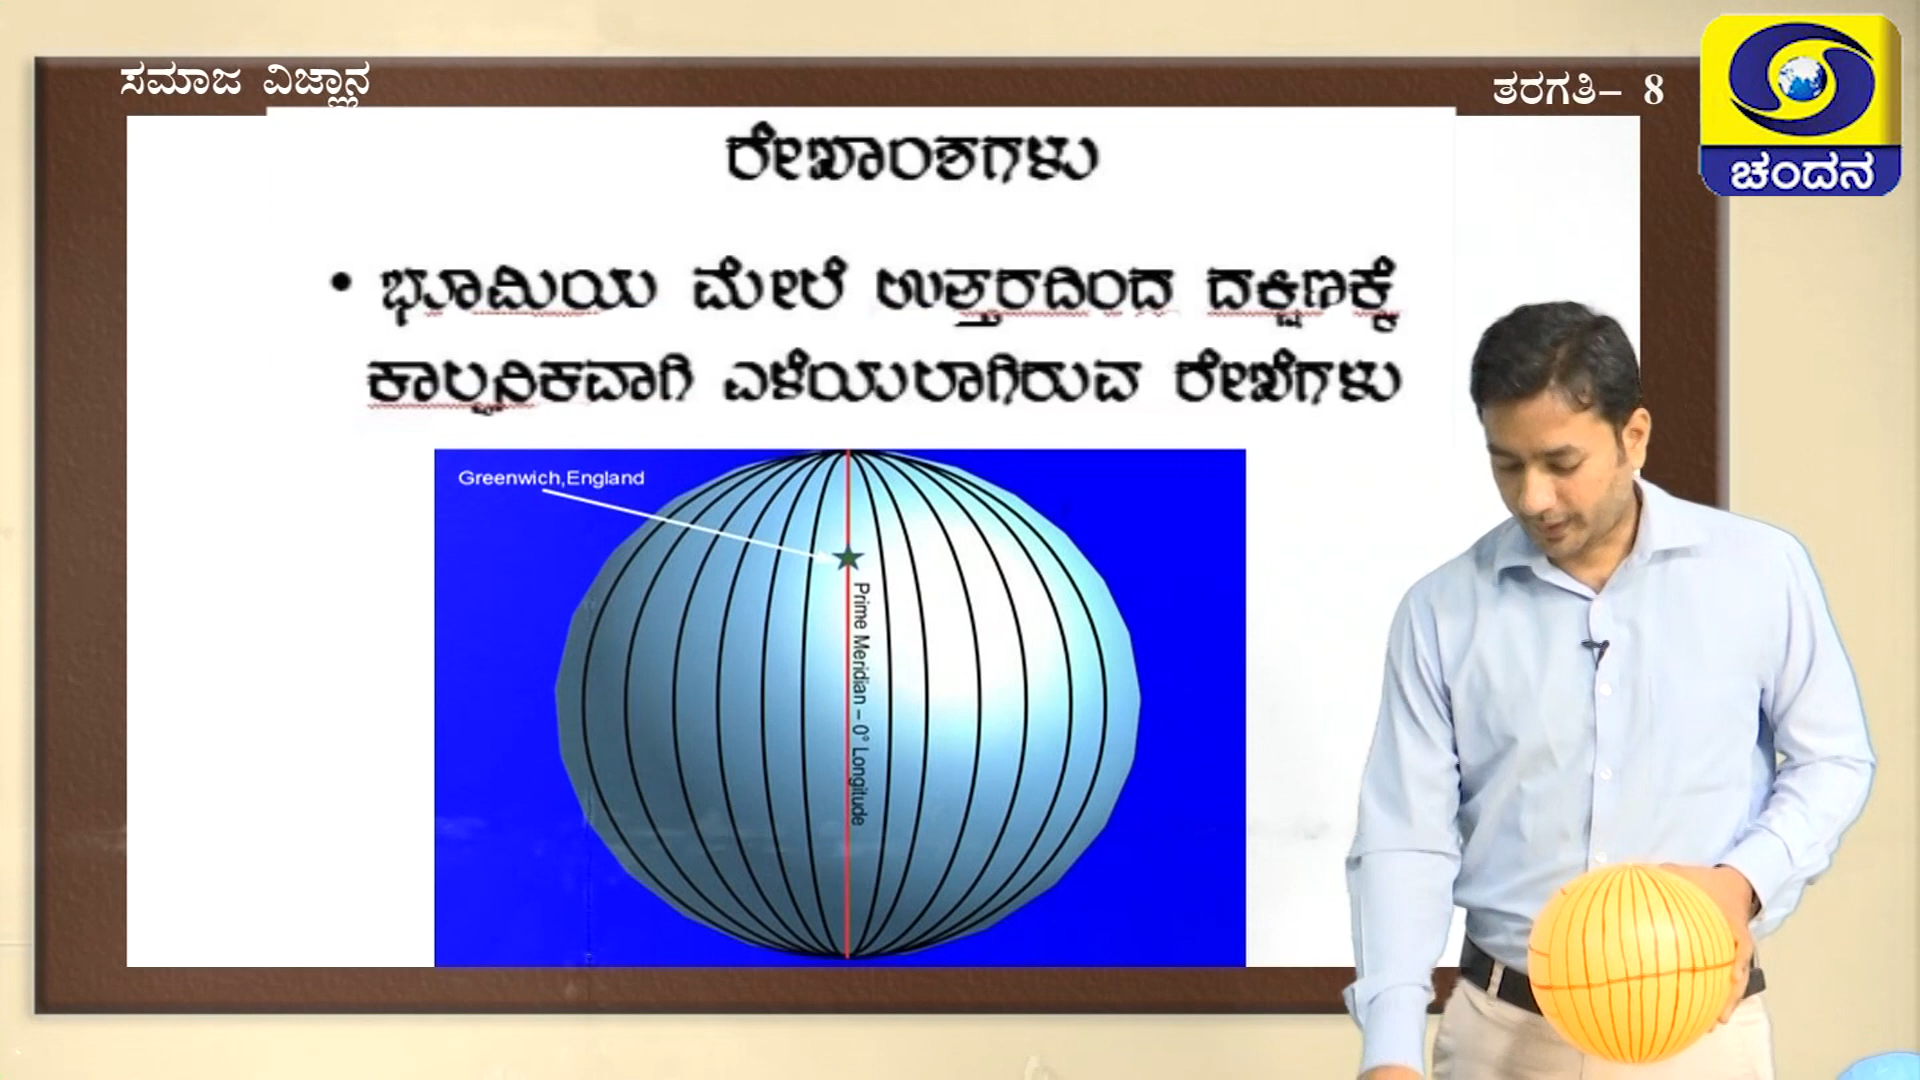 ಸಮಾಜ ವಿಜ್ಞಾನ
ತರಗತಿ– 8
ಚಂದನ
ರೇಖಾಂಶಗಳು
• ಭೂಮಿಯ ಮೇಲೆ ಉತ್ತರದಿಂದ ದಕ್ಷಿಣಕ್ಕೆ
ಕಾಲ್ಪನಿಕವಾಗಿ ಎಳೆಯಲಾಗಿರುವ ರೇಖೆಗಳು
Greenwich,England
Prime Meridian – 0° Longitude